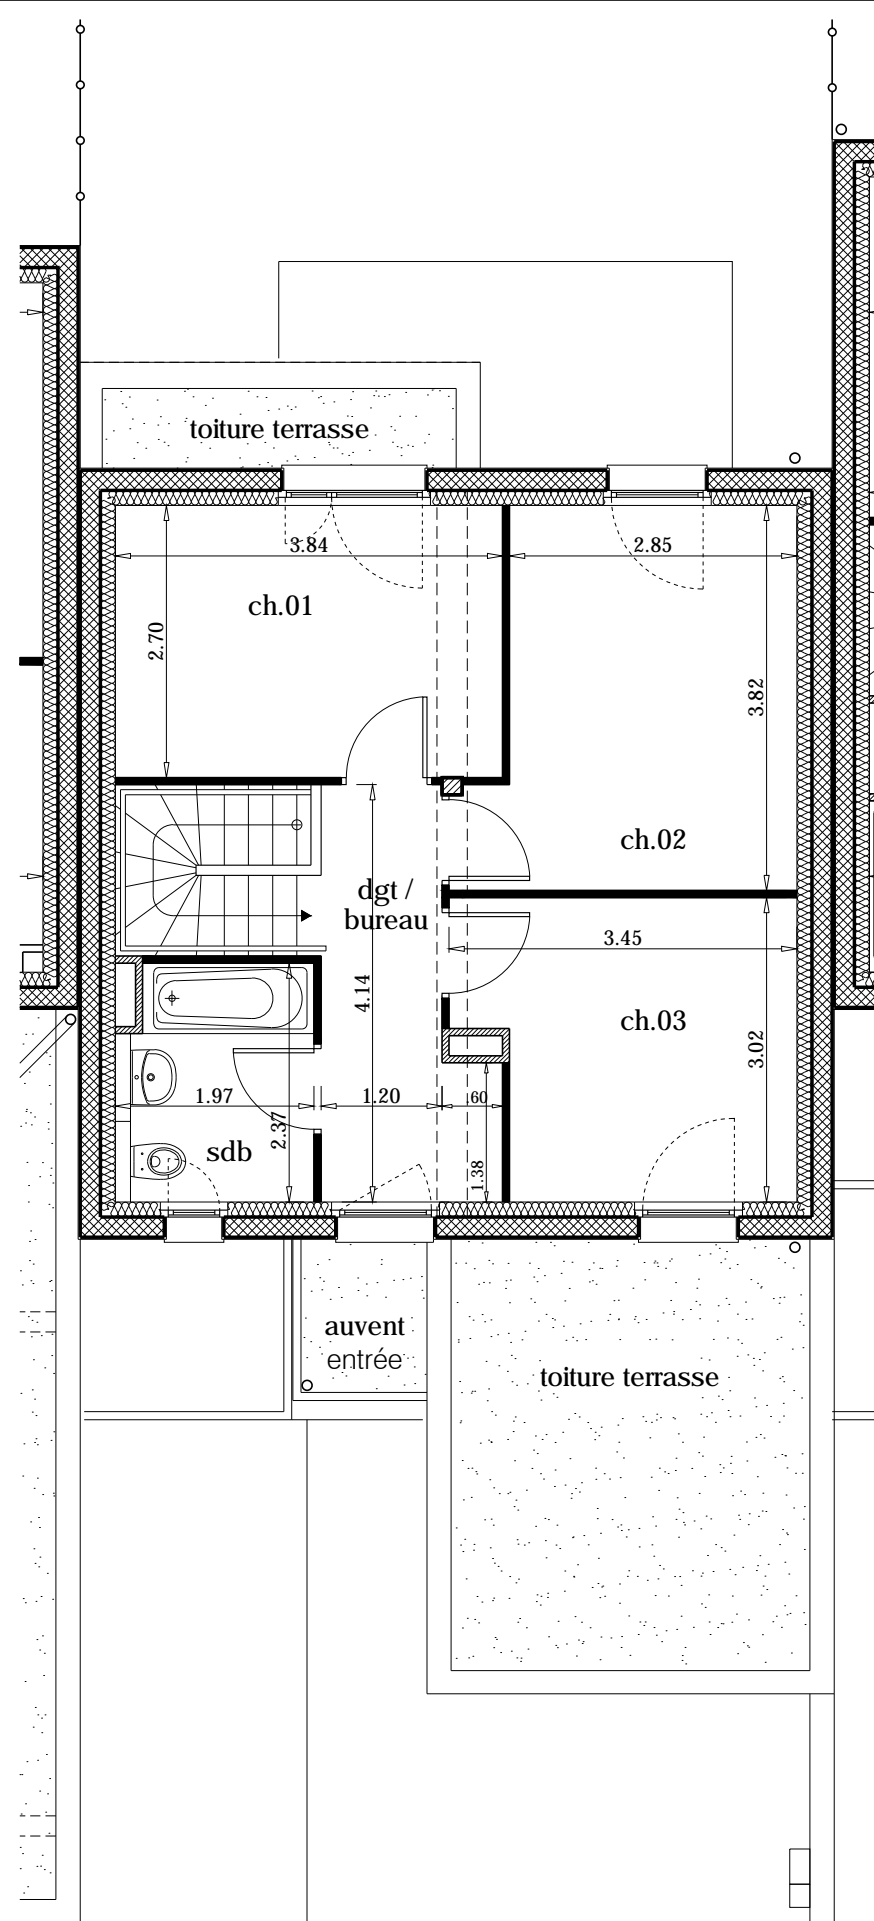 toiture terrasse
3.84
2.85
ch.01
2.70
3.82
ch.02
dgt /
bureau
3.45
4.14
ch.03
3.02
1.97
1.20
.60
2.37
sdb
1.38
auvent
entrée
toiture terrasse